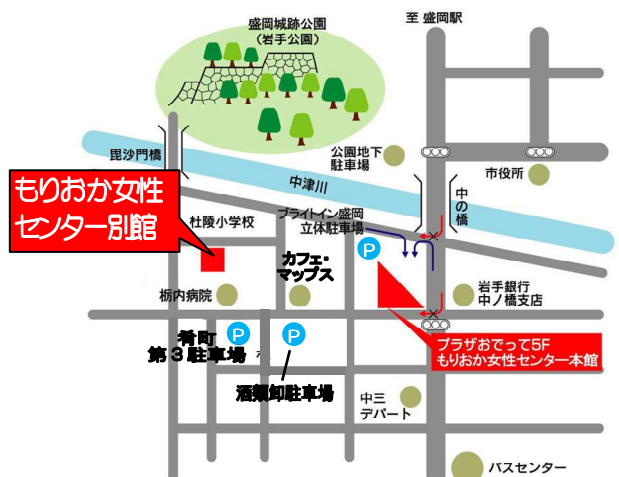 盛岡城跡公園
(岩手公園)
至 盛岡駅
毘沙門橋
公園地下
駐車場
市役所
中津川
中の橋
もりおか女性
センター別館
杜陵小学校
ブライトイン盛岡
立体駐車場
P
カフェ・
マップス
栃内病院
岩手銀行
中ノ橋支店
肴町
第3駐車場
P
P
酒類卸駐車場
プラザおでって5F
もりおか女性センター本館
中三
デパート
バスセンター